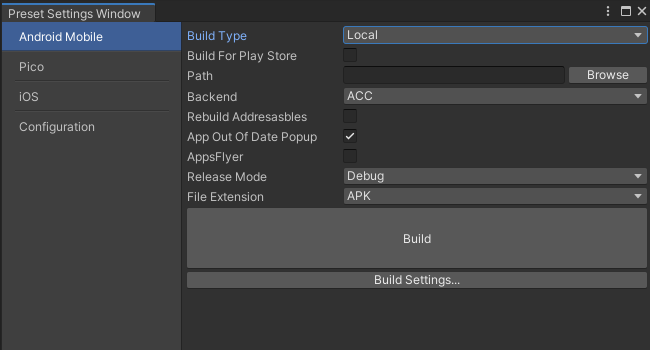 Preset Settings Window
Android Mobile
Pico
iOS
Configuration
Build Type Local
Build For Play Store
Path Browse
Backend ACC
Rebuild Addresasbles
App Out Of Date Popup
AppsFlyer
Release Mode Debug
File Extension APK
Build
Build Settings...